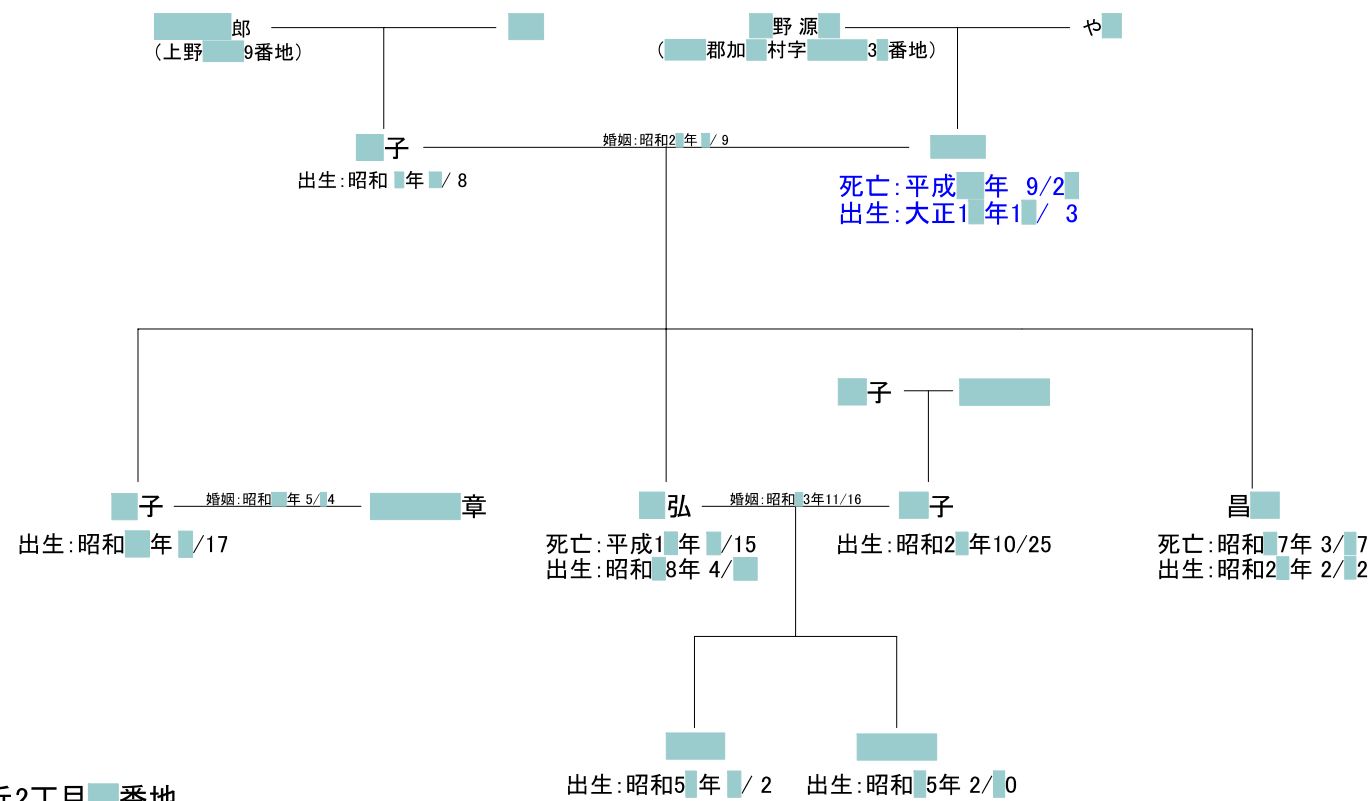 郎
(上野 9番地)
野 源
( 郡加 村字 3 番地)
や
子
出生:昭和 年 / 8
婚姻:昭和2 年 / 9
死亡:平成 年 9/2
出生:大正1 年1 / 3
子
子
出生:昭和 年 /17
婚姻:昭和 年 5/ 4
章
弘
死亡:平成1 年 /15
出生:昭和 8年 4/
婚姻:昭和 3年11/16
子
出生:昭和2 年10/25
昌
死亡:昭和 7年 3/ 7
出生:昭和2 年 2/ 2
出生:昭和5 年 / 2
出生:昭和 5年 2/ 0
2丁目 番地